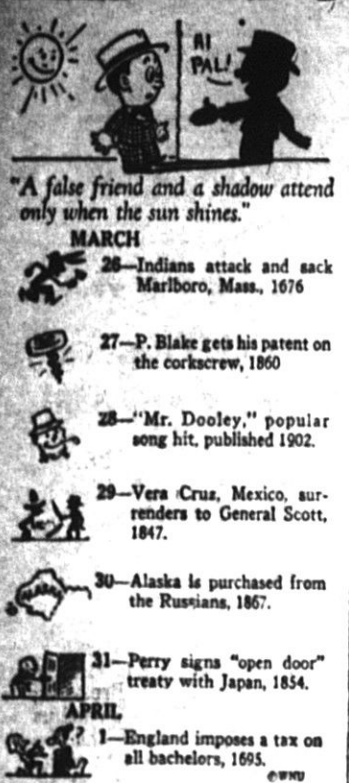 HI
PAL!
"A false friend and a shadow attend
only when the sun shines."
MARCH
26—Indians attack and sack
Marlboro, Mass., 1676
27—P. Blake gets his patent on
the corkscrew, 1860
28—"Mr. Dooley," popular
song hit, published 1902.
29—Vera Cruz, Mexico, sur-
renders to General Scott,
1847.
ALASKA
30—Alaska is purchased from
the Russians, 1867.
31—Perry signs "open door"
treaty with Japan, 1854.
APRIL
? ?
1—England imposes a tax on
all bachelors, 1695.
©WNU